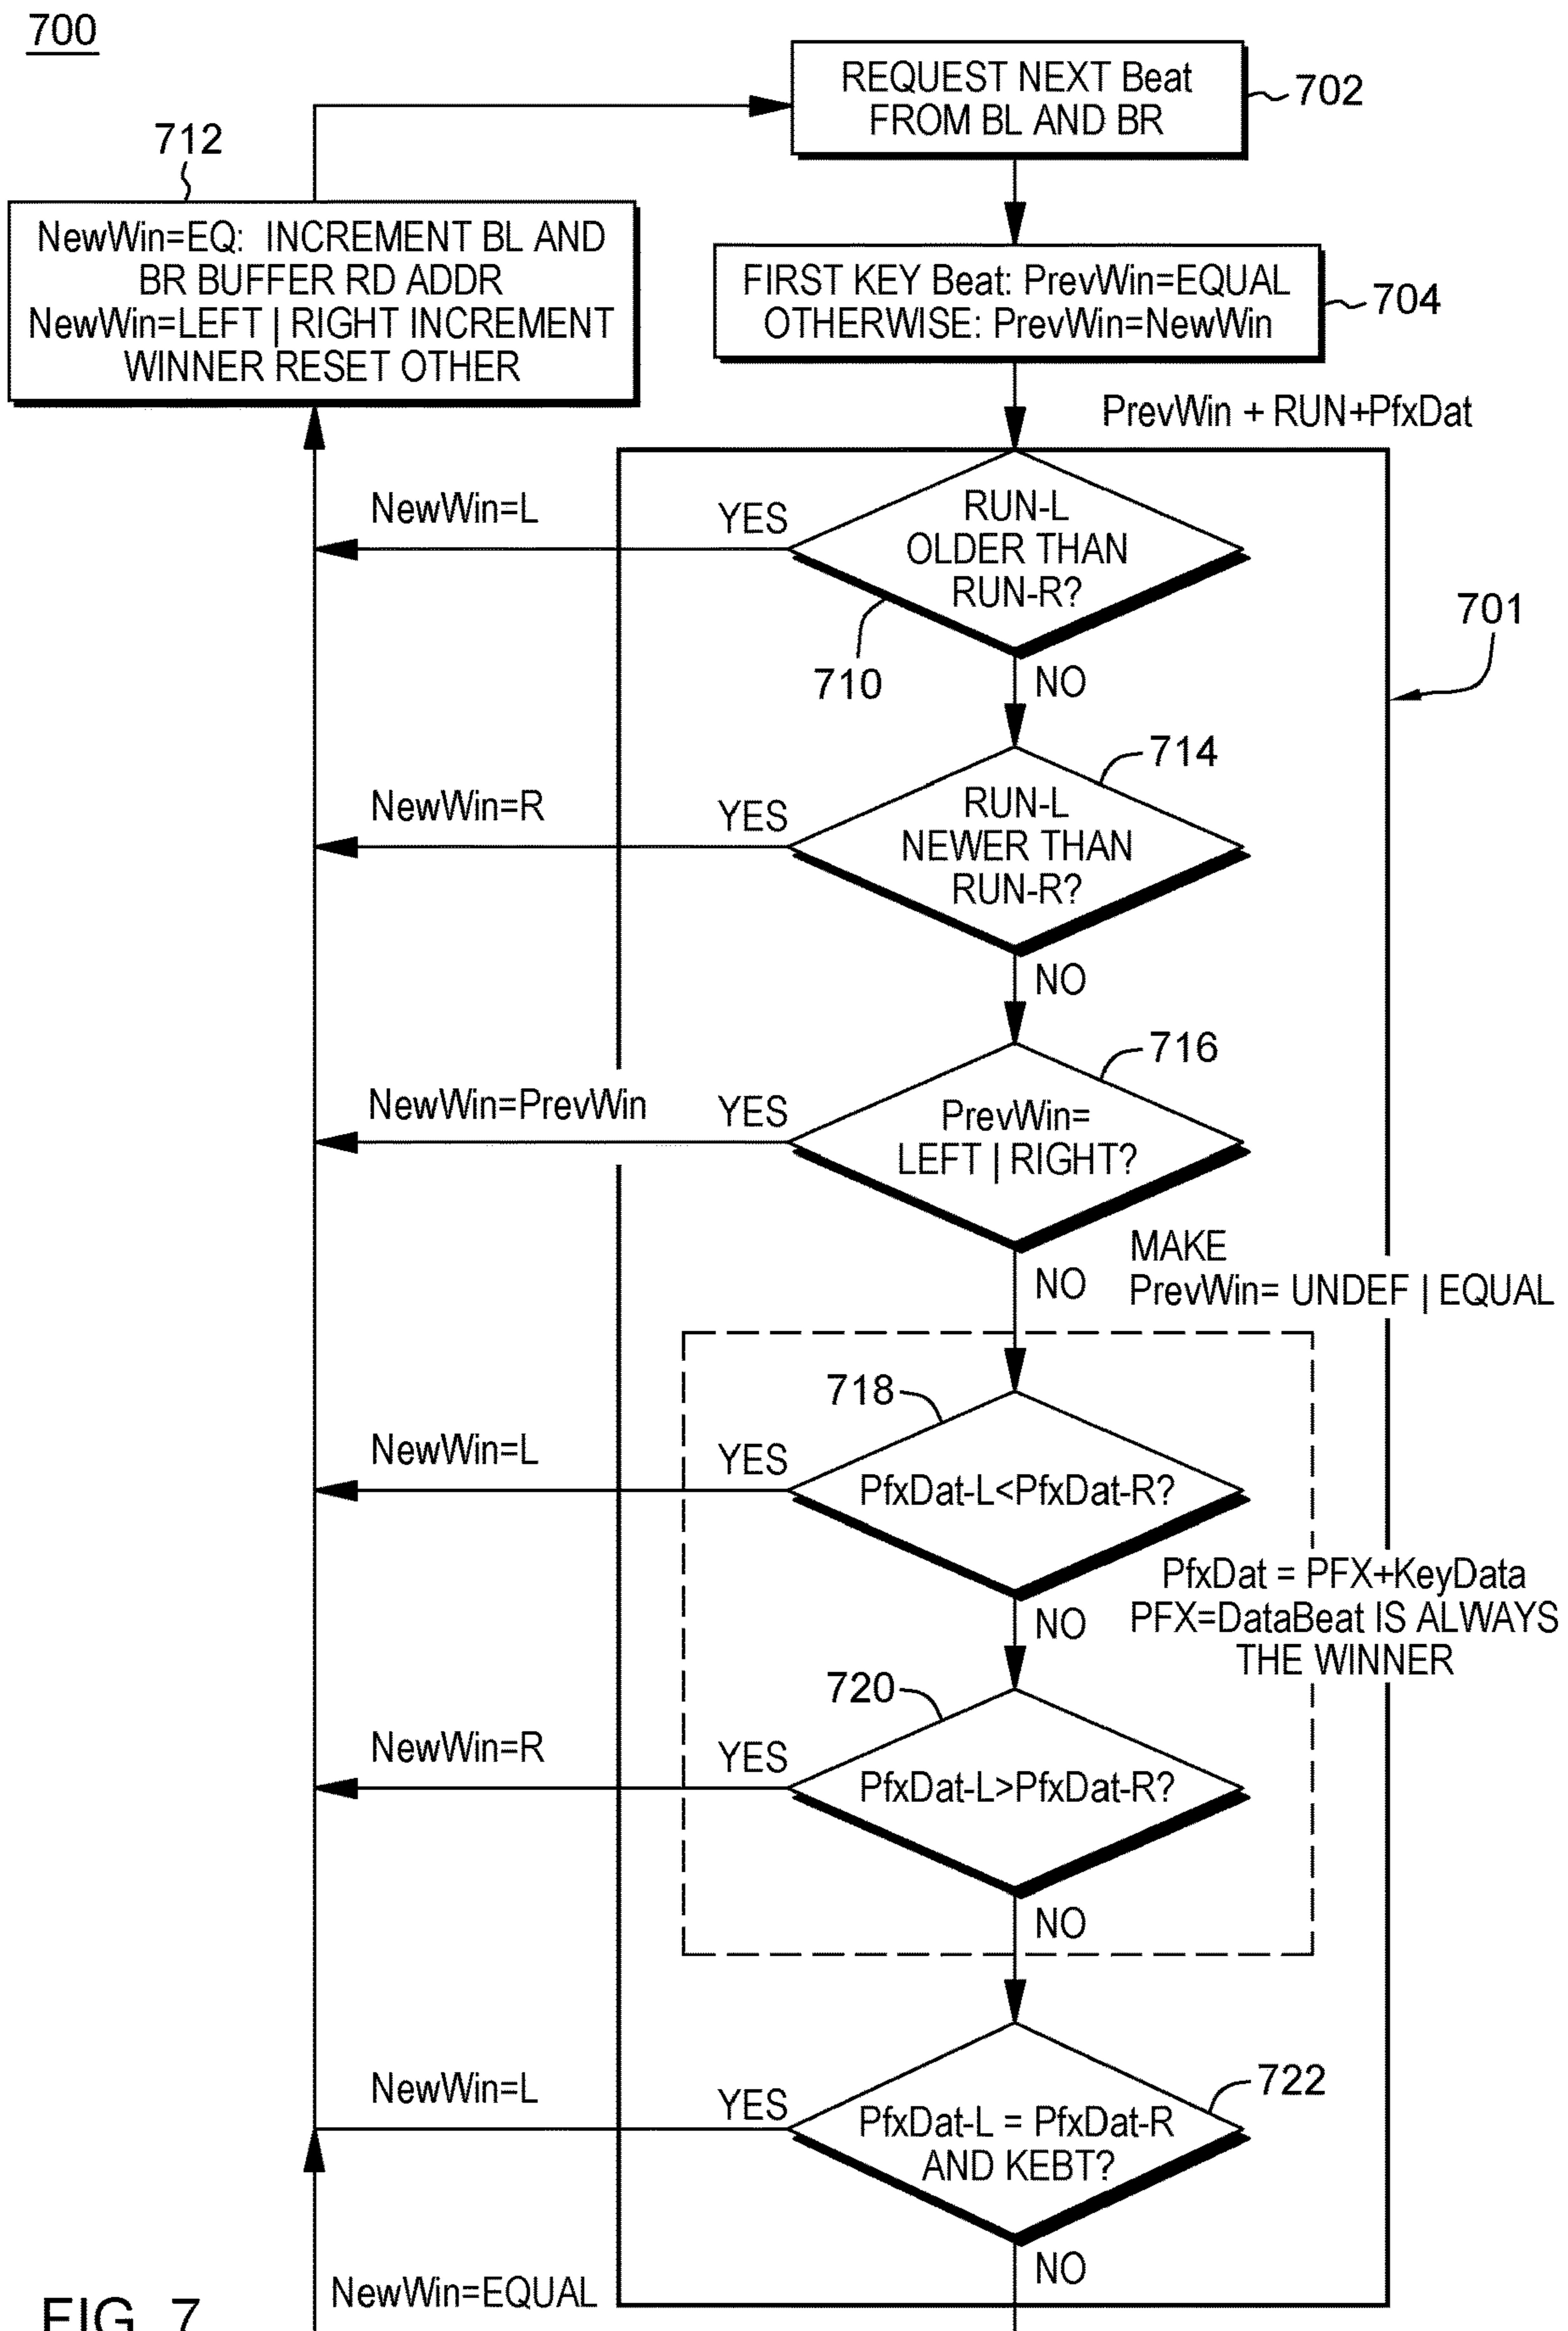 700
REQUEST NEXT Beat
FROM BL AND BR
702
712
NewWin=EQ: INCREMENT BL AND
BR BUFFER RD ADDR
NewWin=LEFT | RIGHT INCREMENT
WINNER RESET OTHER
FIRST KEY Beat: PrevWin=EQUAL
OTHERWISE: PrevWin=NewWin
704
PrevWin + RUN+PfxDat
NewWin=L
YES
RUN-L
OLDER THAN
RUN-R?
710
NO
701
714
NewWin=R
YES
RUN-L
NEWER THAN
RUN-R?
NO
716
NewWin=PrevWin
YES
PrevWin=
LEFT | RIGHT?
NO
MAKE
PrevWin= UNDEF | EQUAL
718
NewWin=L
YES
PfxDat-L<PfxDat-R?
NO
PfxDat = PFX+KeyData
PFX=DataBeat IS ALWAYS
THE WINNER
720
NewWin=R
YES
PfxDat-L>PfxDat-R?
NO
722
NewWin=L
YES
PfxDat-L = PfxDat-R
AND KEBT?
NO
NewWin=EQUAL
FIG. 7